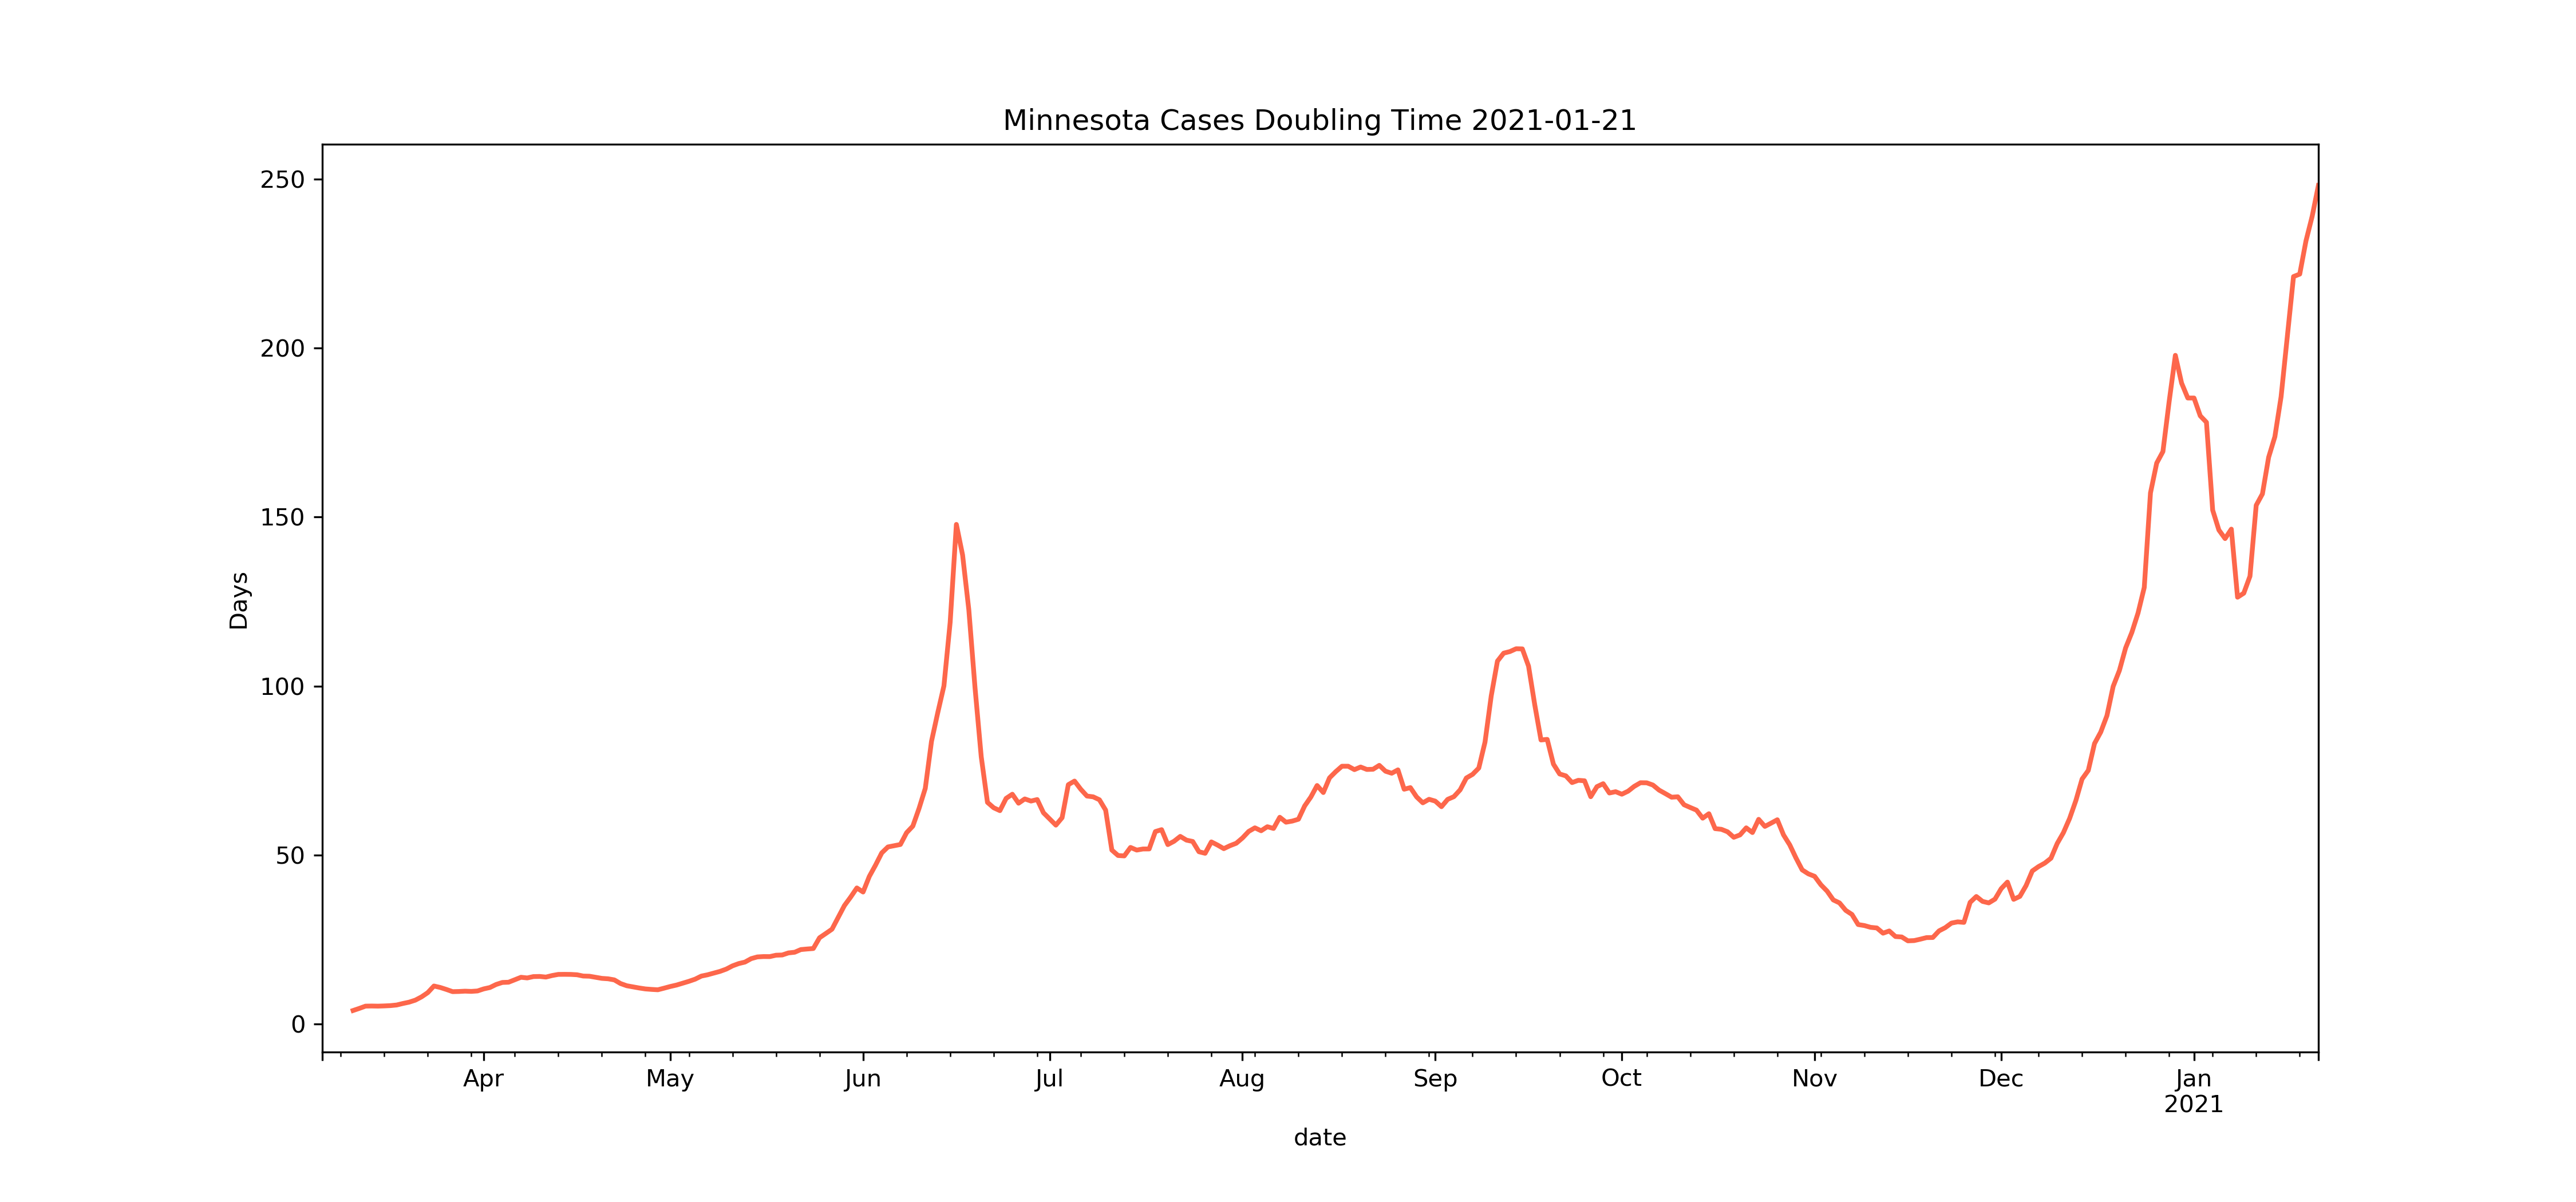 Minnesota Cases Doubling Time 2021-01-21
250
200
150
100
50
0
Days
Apr May Jun Jul Aug Sep Oct Nov Dec Jan
2021
date